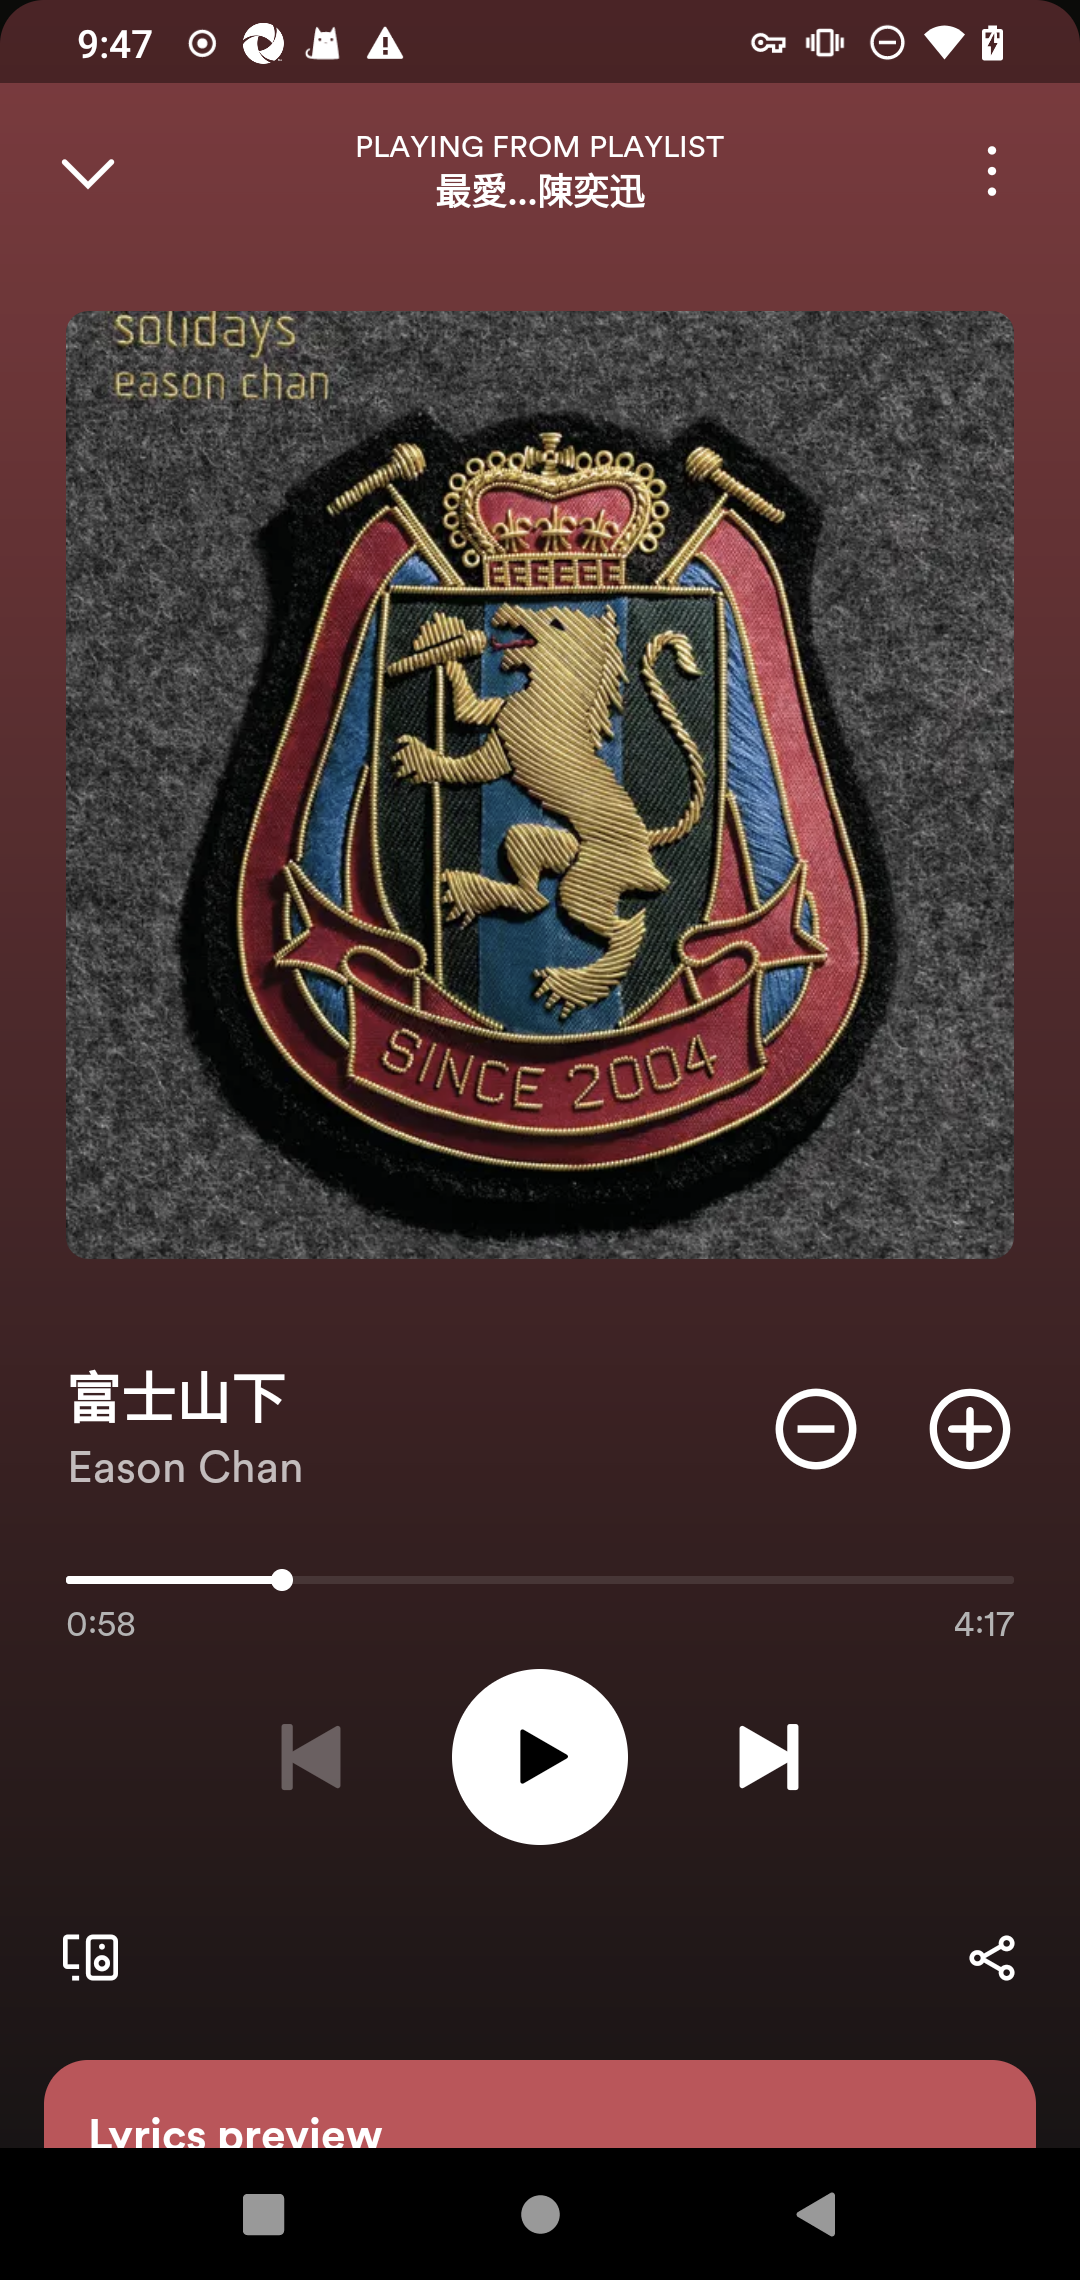 9:47
PLAYING FROM PLAYLIST
最愛...陳奕迅
solidays
eason chan
SINCE 2004
富士山下
Eason Chan
0:58
4:17
Lyrics preview